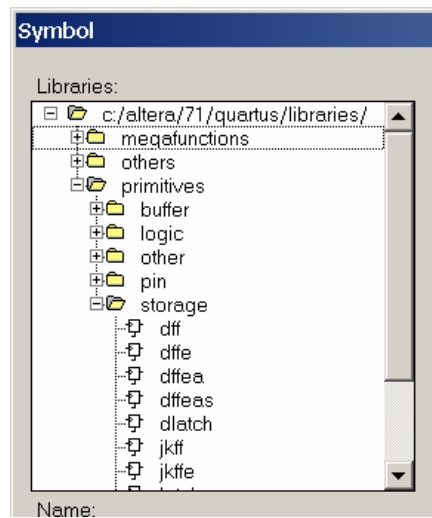 Symbol
Libraries:
c:/altera/71/quartus/libraries/
megafunctions
others
primitives
buffer
logic
other
pin
storage
dff
dffe
dffea
dffeas
dlatch
jkff
jkffe
Name: